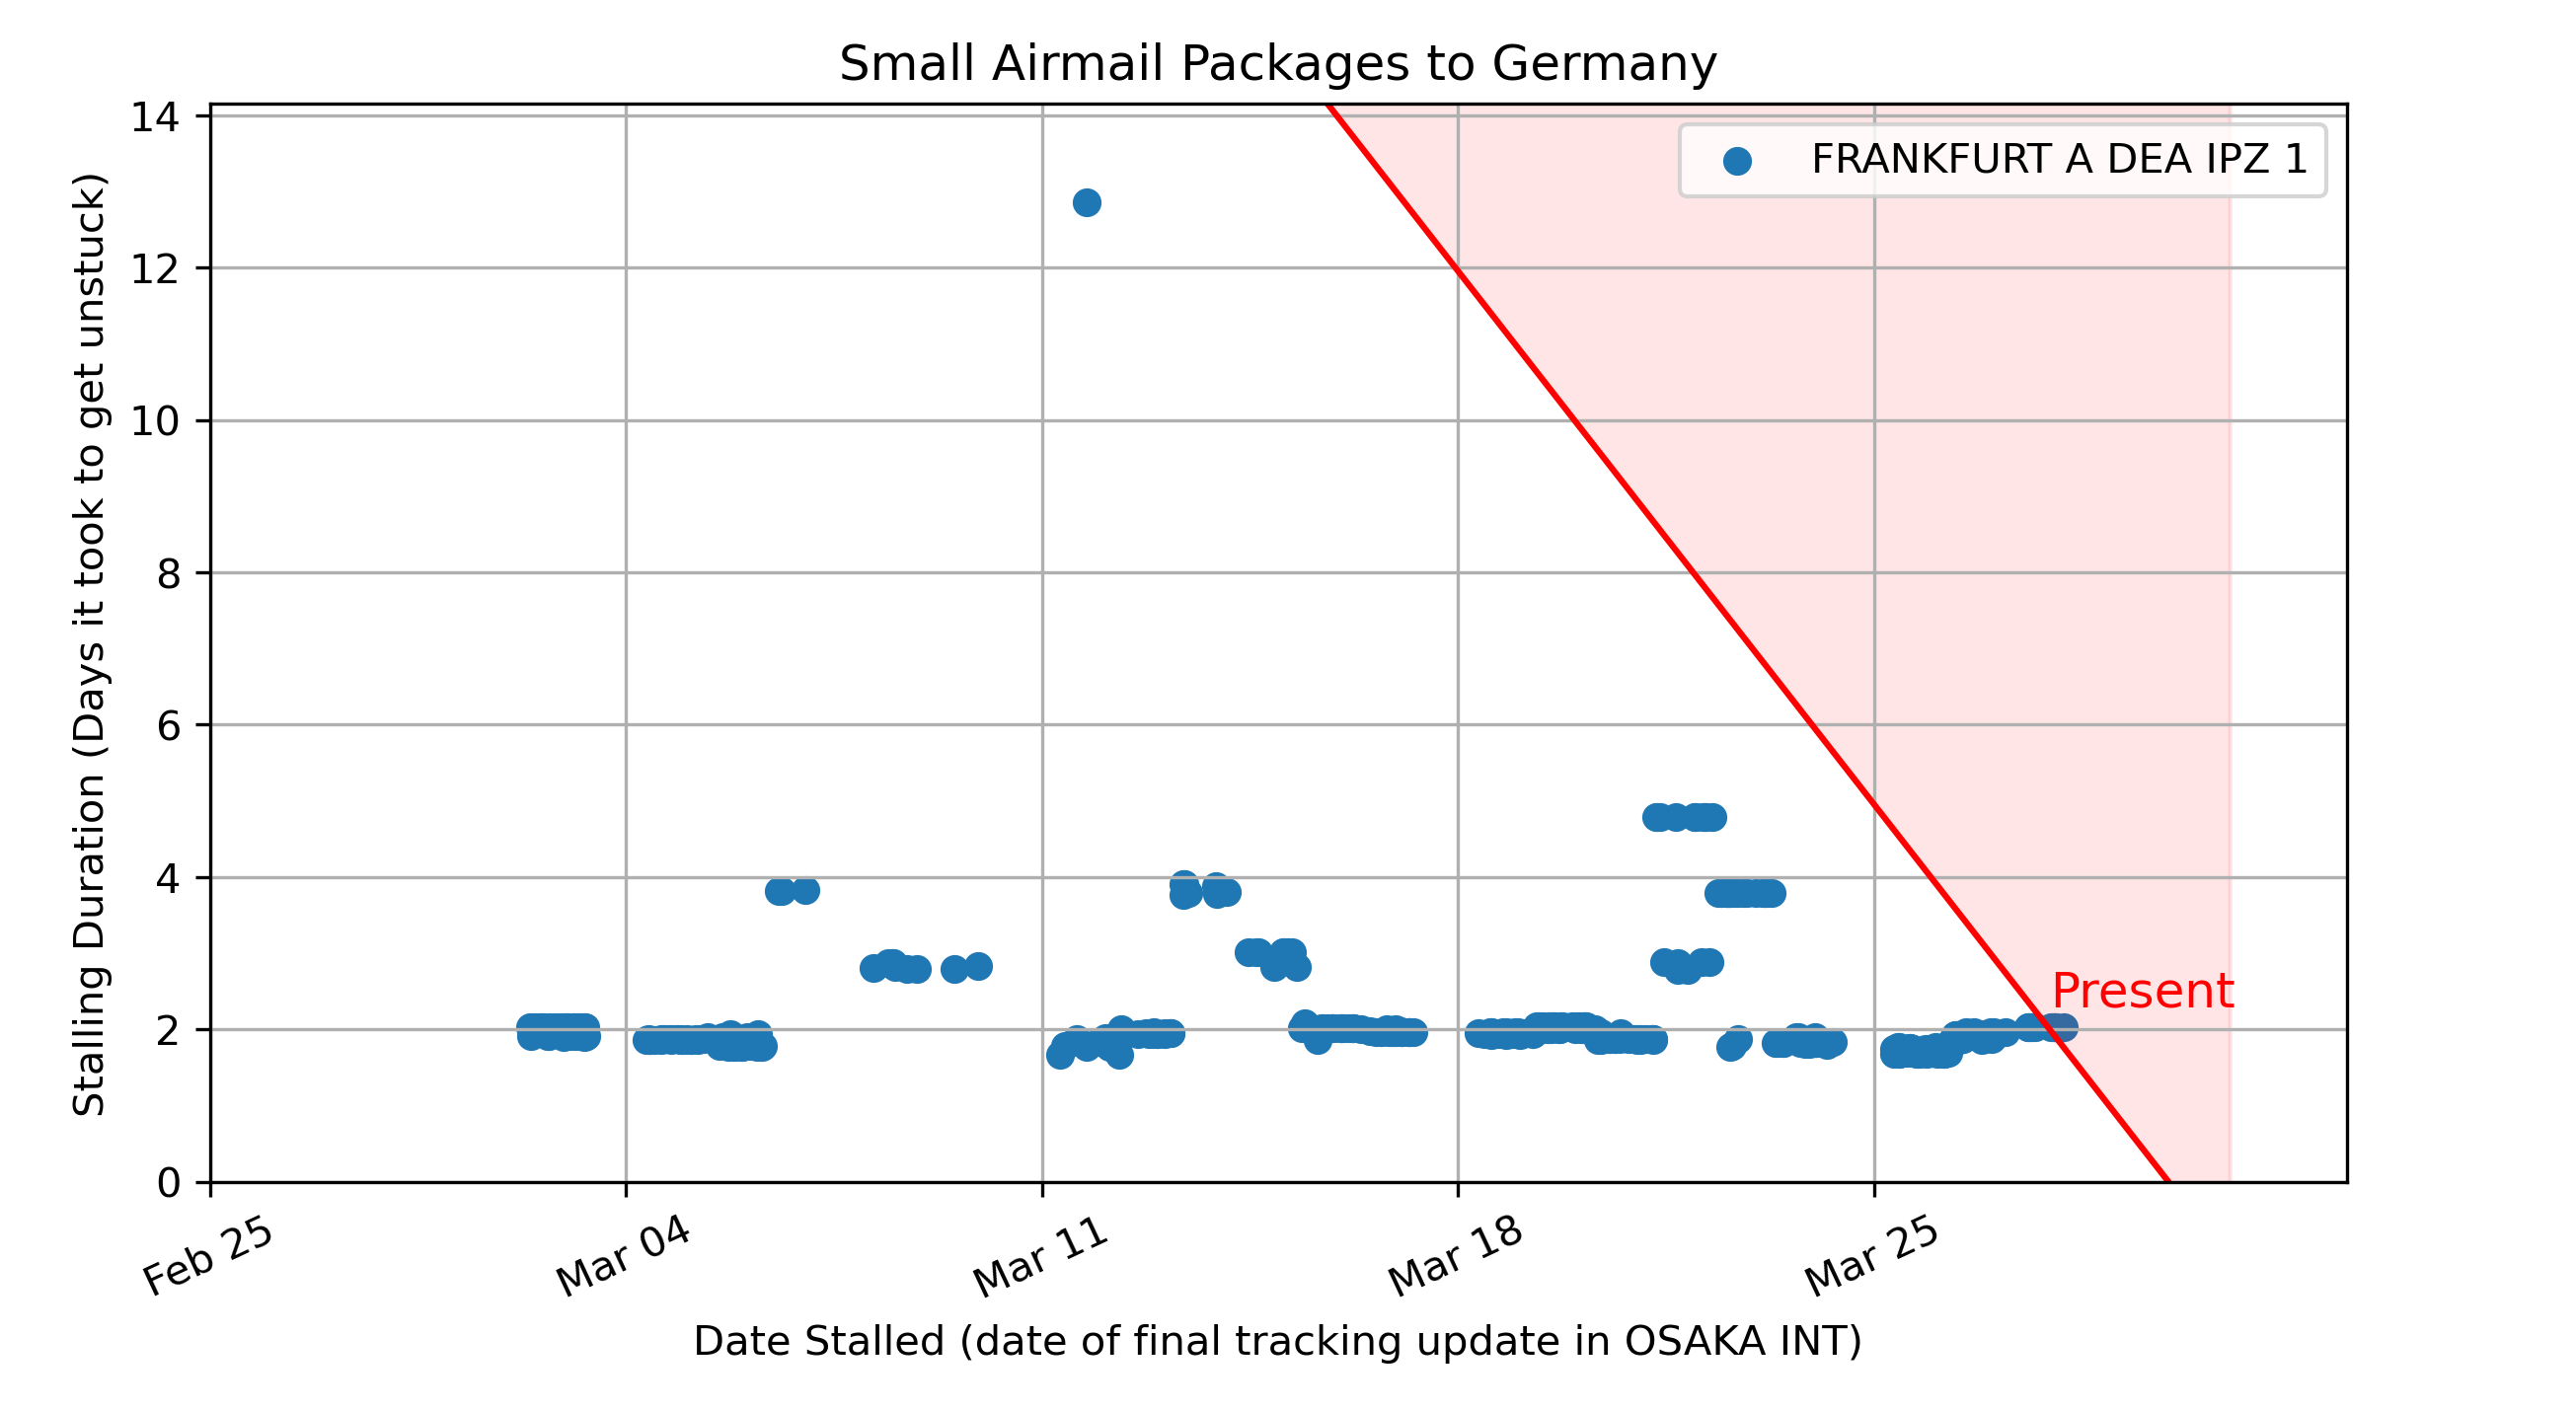 Small Airmail Packages to Germany
Stalling Duration (Days it took to get unstuck)
14
12
10
8
6
4
2
0
FRANKFURT A DEA IPZ 1
Present
Feb 25
Mar 04
Mar 11
Mar 18
Mar 25
Date Stalled (date of final tracking update in OSAKA INT)